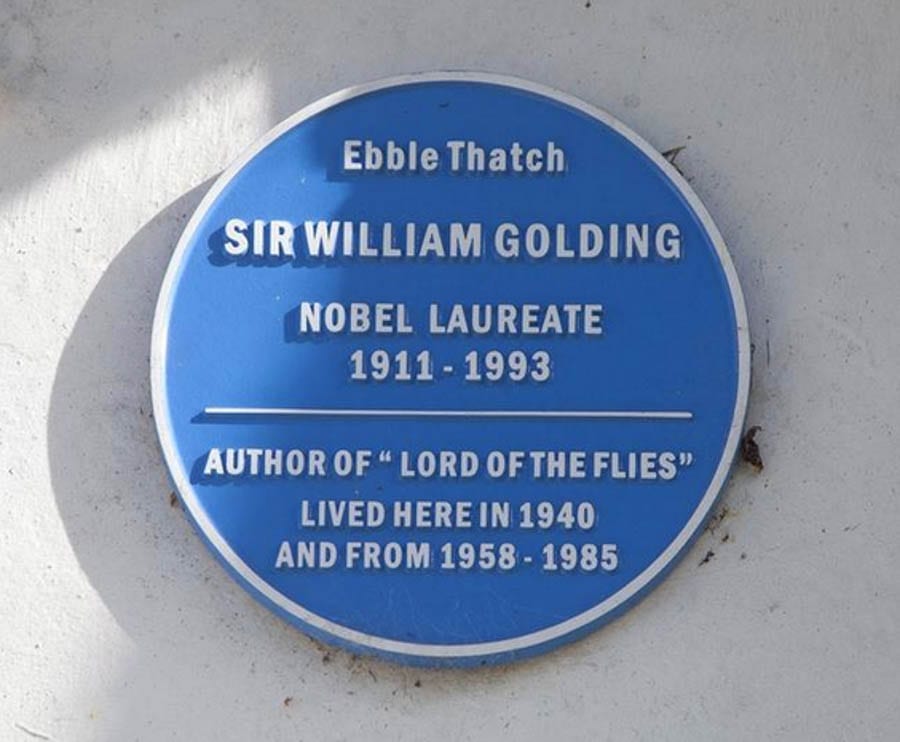 Ebble Thatch
SIR WILLIAM GOLDING
NOBEL LAUREATE
1911 - 1993
AUTHOR OF “ LORD OF THE FLIES”
LIVED HERE IN 1940
AND FROM 1958 - 1985